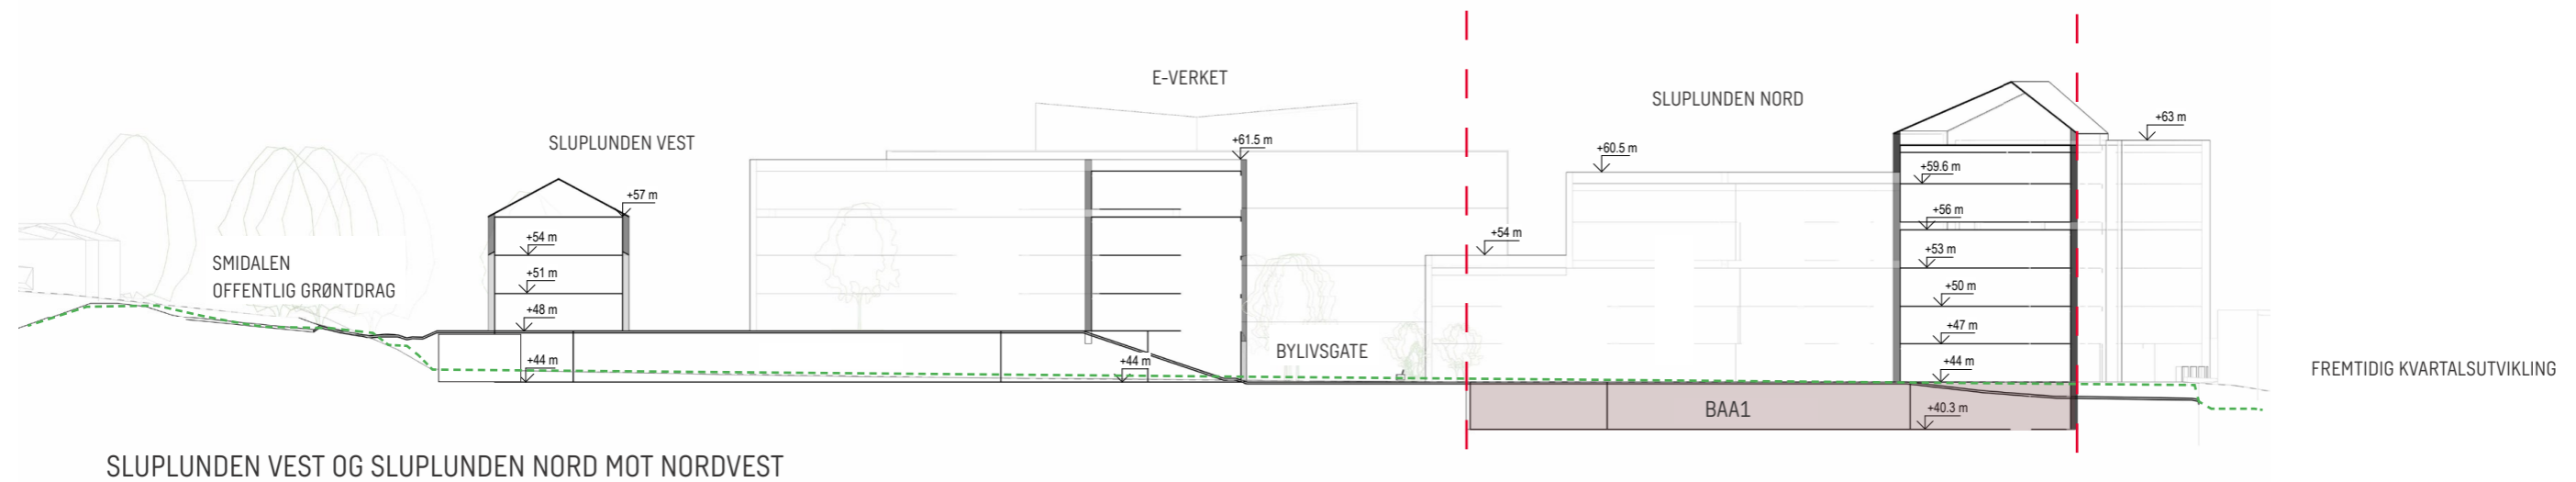 E-VERKET
SLUPLUNDEN NORD
SLUPLUNDEN VEST
+63 m
+61.5 m
+60.5 m
+59.6 m
+57 m
+56 m
+54 m
+54 m
+53 m
SMIDALEN
OFFENTLIG GRØNTDRAG
+51 m
+50 m
+48 m
+47 m
BYLIVSGATE
+44 m
+44 m
+44 m
FREMTIDIG KVARTALSUTVIKLING
BAA1
+40.3 m
SLUPLUNDEN VEST OG SLUPLUNDEN NORD MOT NORDVEST